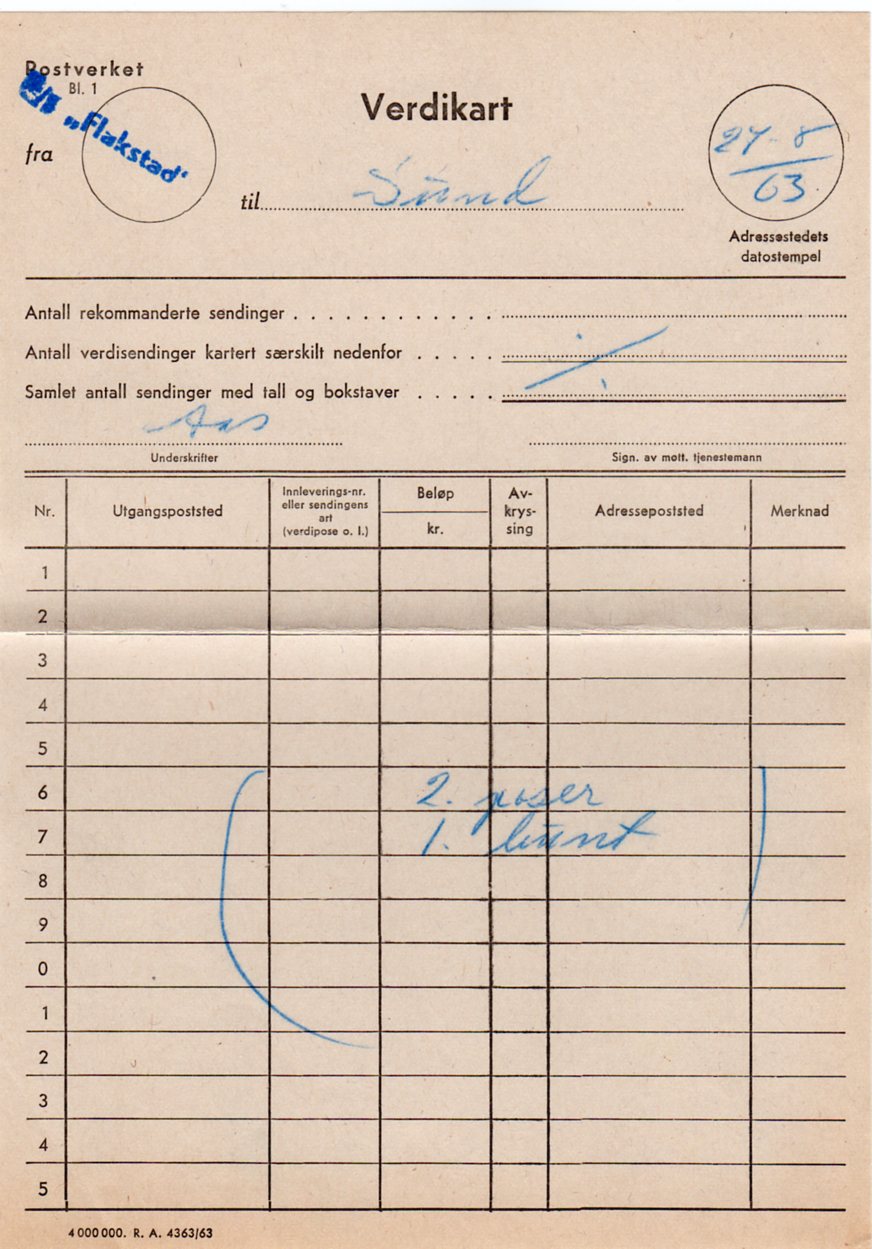 Postverket
Bl. 1
Verdikart
M/S „Flakstad"
fra
til Sund
27-8
63
Adressestedets
datostempel
Antall rekommanderte sendinger
Antall verdisendinger kartert særskilt nedenfor
Samlet antall sendinger med tall og bokstaver
Aas
Underskrifter
Sign. av mott. tjenestemann
Nr.
Utgangspoststed
Innleverings-nr.
eller sendingens
art
(verdipose o. l.)
Beløp
kr.
Av-
krys-
sing
Adressepoststed
Merknad
1
2
3
4
5
6 2. poser
7 1. bunt
8
9
0
1
2
3
4
5
4 000 000. R. A. 4363/63